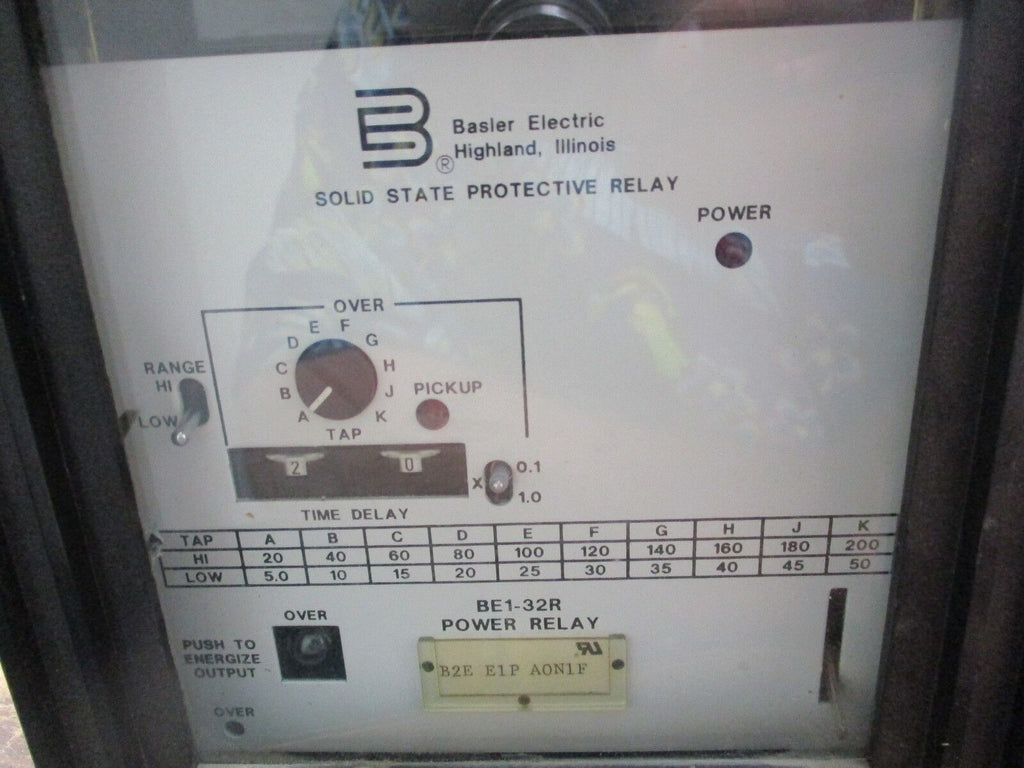 B® Basler Electric
Highland, Illinois
SOLID STATE PROTECTIVE RELAY
POWER
OVER
RANGE
HI
LOW
A B C D E F G H J K
TAP
PICKUP
2 0
X 0.1
1.0
TIME DELAY
TAP A B C D E F G H J K
HI 20 40 60 80 100 120 140 160 180 200
LOW 5.0 10 15 20 25 30 35 40 45 50
OVER
PUSH TO
ENERGIZE
OUTPUT
OVER
BE1-32R
POWER RELAY
B2E E1P A0N1F